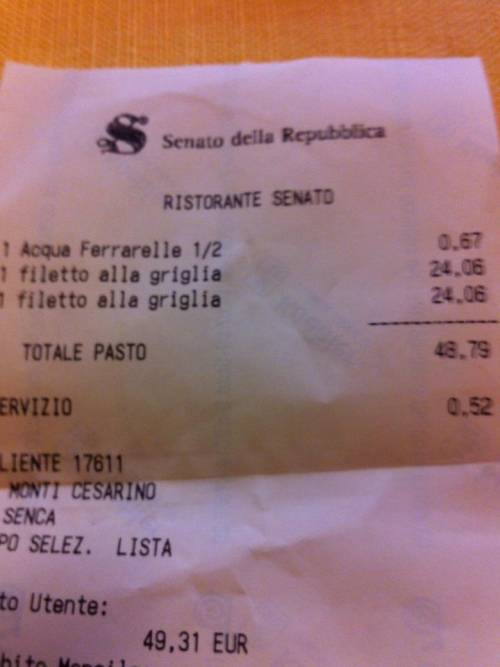 S Senato della Repubblica
RISTORANTE SENATO
1 Acqua Ferrarelle 1/2 0.67
1 filetto alla griglia 24.06
1 filetto alla griglia 24.06
TOTALE PASTO 48.79
ERVIZIO 0.52
LIENTE 17611
MONTI CESARINO
SENCA
PO SELEZ. LISTA
to Utente:
49,31 EUR